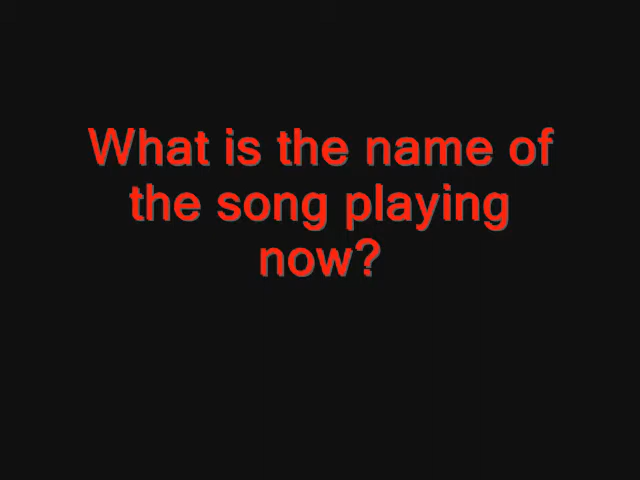 What is the name of
the song playing
now?